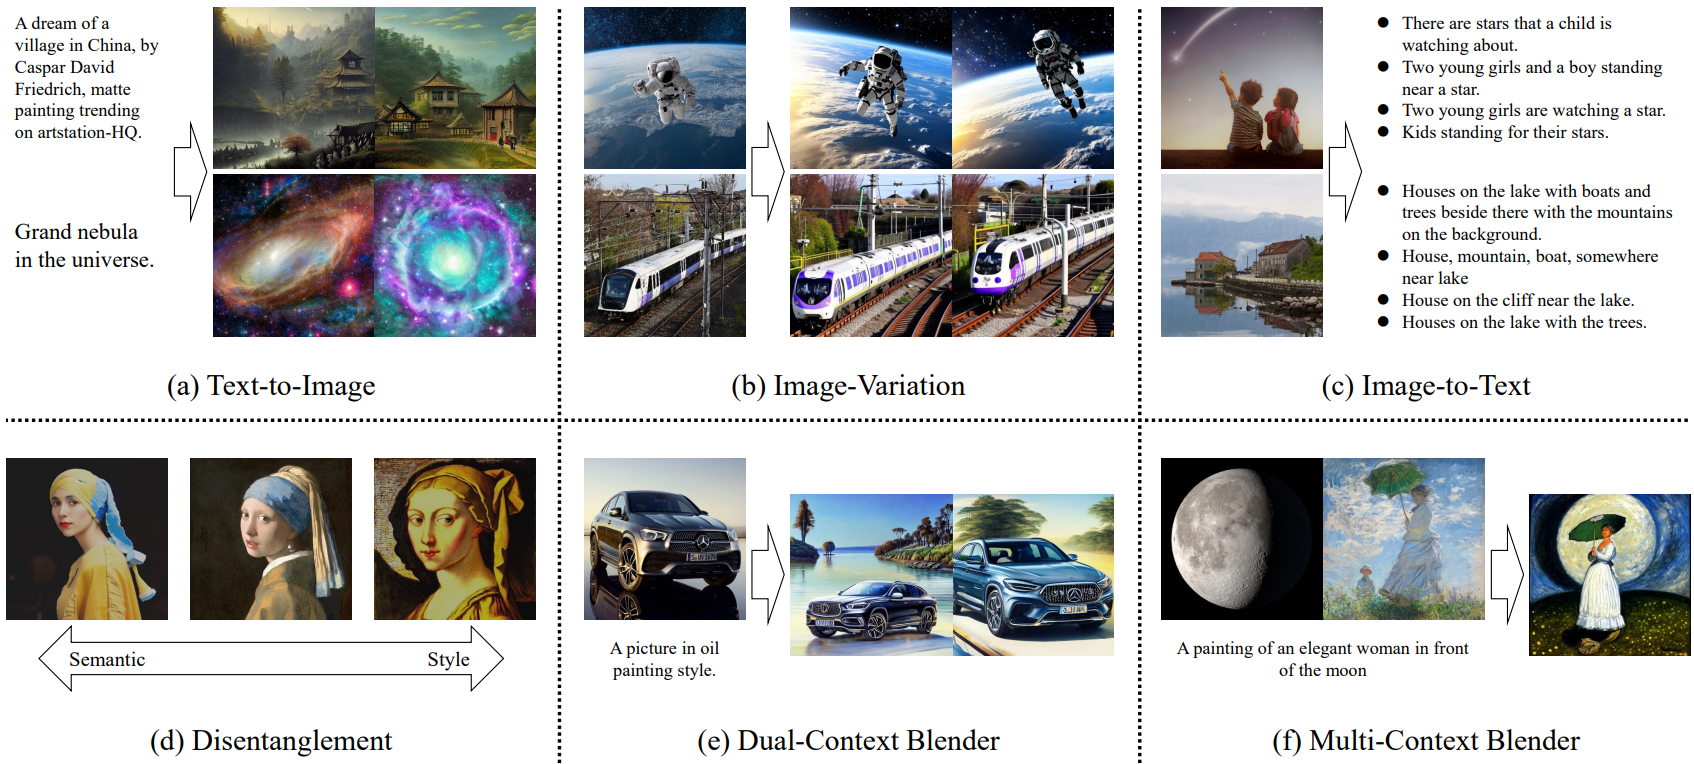 A dream of a
village in China, by
Caspar David
Friedrich, matte
painting trending
on artstation-HQ.
Grand nebula
in the universe.
(a) Text-to-Image
(b) Image-Variation
● There are stars that a child is
watching about.
● Two young girls and a boy standing
near a star.
● Two young girls are watching a star.
● Kids standing for their stars.
● Houses on the lake with boats and
trees beside there with the mountains
on the background.
● House, mountain, boat, somewhere
near lake
● House on the cliff near the lake.
● Houses on the lake with the trees.
(c) Image-to-Text
Semantic
Style
(d) Disentanglement
A picture in oil
painting style.
(e) Dual-Context Blender
A painting of an elegant woman in front
of the moon
(f) Multi-Context Blender